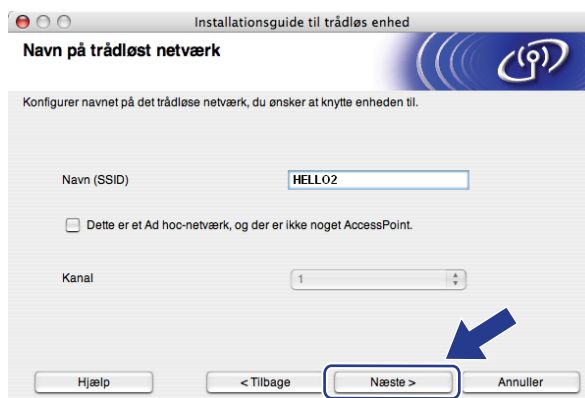 Installationsguide til trådløs enhed
Navn på trådløst netværk
Konfigurer navnet på det trådløse netværk, du ønsker at knytte enheden til.
Navn (SSID)
HELLO2
Dette er et Ad hoc-netværk, og der er ikke noget AccessPoint.
Kanal
1
Hjælp
< Tilbage
Næste >
Annuller